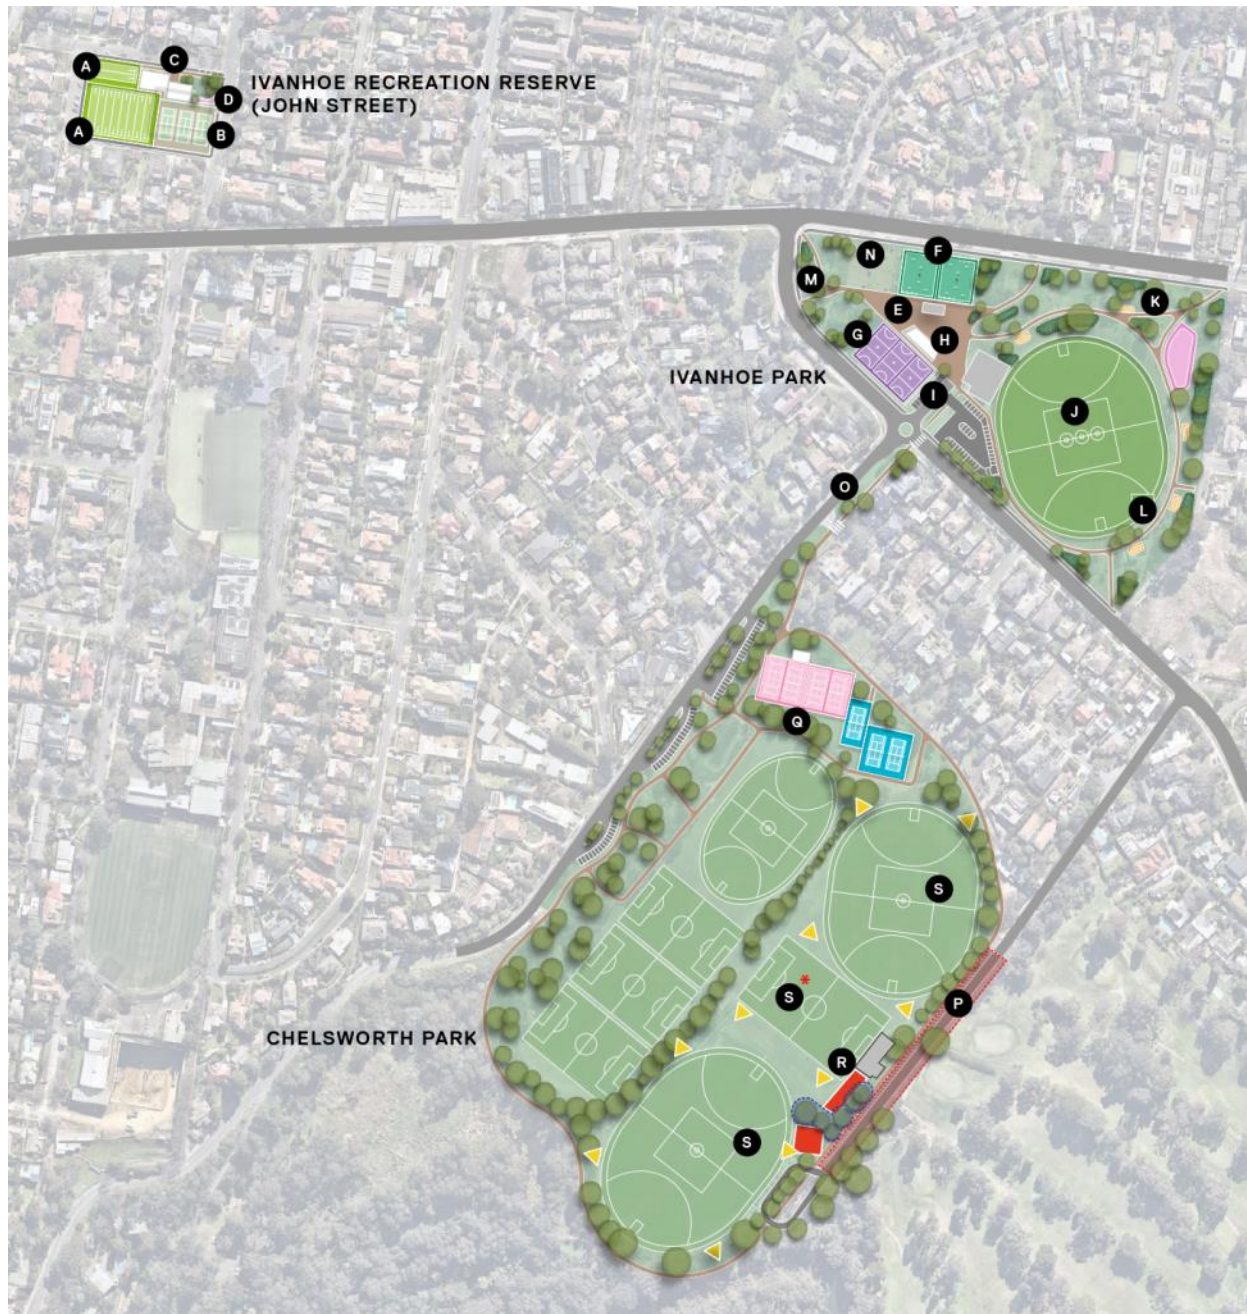 A
C
IVANHOE RECREATION RESERVE
(JOHN STREET)
D
A
B
F
N
M
K
E
G
H
IVANHOE PARK
I
J
O
L
Q
S
S
P
CHELSWORTH PARK
R
S